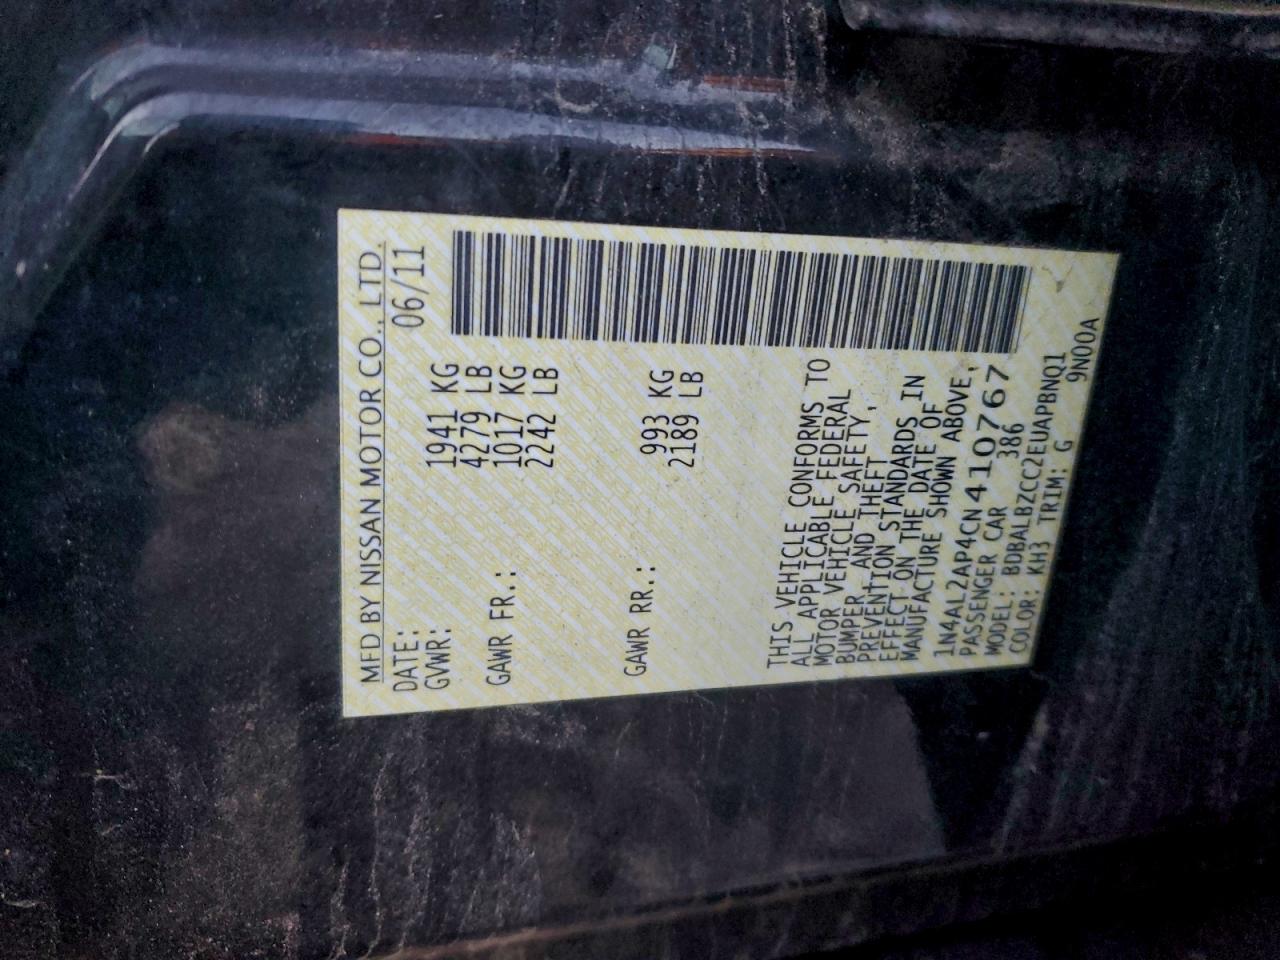 MFD BY NISSAN MOTOR CO., LTD.
DATE: 06/11
GVWR: 1941 KG
4279 LB
GAWR FR.: 1017 KG
2242 LB
GAWR RR.: 993 KG
2189 LB
THIS VEHICLE CONFORMS TO
ALL APPLICABLE FEDERAL
MOTOR VEHICLE SAFETY,
BUMPER, AND THEFT
PREVENTION STANDARDS IN
EFFECT ON THE DATE OF
MANUFACTURE SHOWN ABOVE,
1N4AL2AP4CN410767
PASSENGER CAR 386
MODEL: BDBALBZCC2EUAPBNQ1
COLOR: KH3 TRIM: G 9N00A